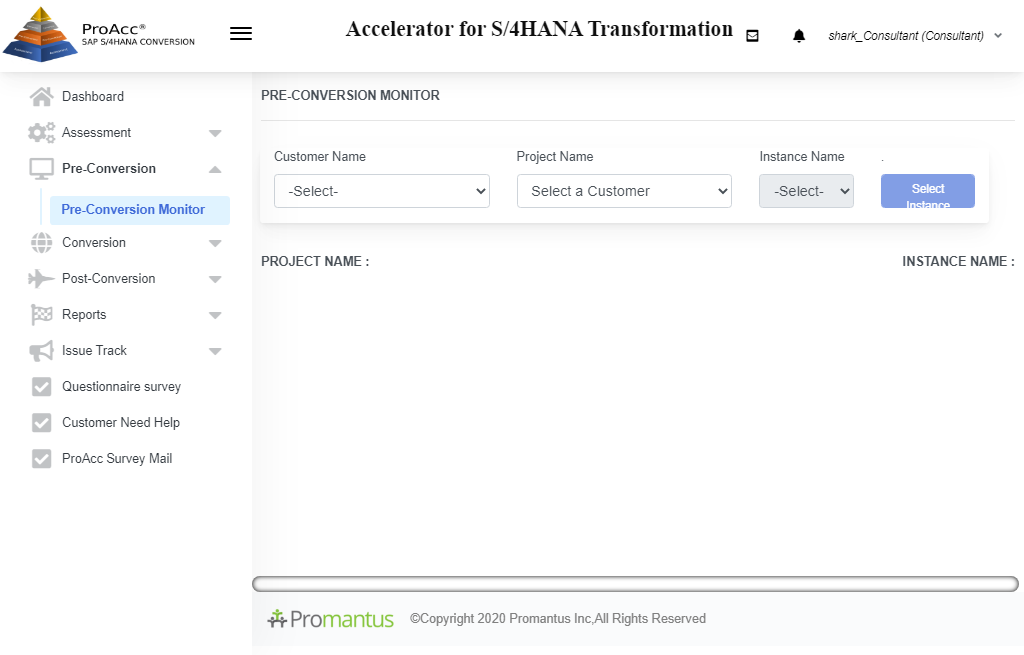 ProAcc®
SAP S/4HANA CONVERSION
Accelerator for S/4HANA Transformation
shark_Consultant (Consultant)
Dashboard
Assessment
Pre-Conversion
Pre-Conversion Monitor
Conversion
Post-Conversion
Reports
Issue Track
Questionnaire survey
Customer Need Help
ProAcc Survey Mail
PRE-CONVERSION MONITOR
Customer Name
Project Name
Instance Name
.
-Select-
Select a Customer
-Select-
Select
Instance
PROJECT NAME :
INSTANCE NAME :
Promantus
©Copyright 2020 Promantus Inc,All Rights Reserved